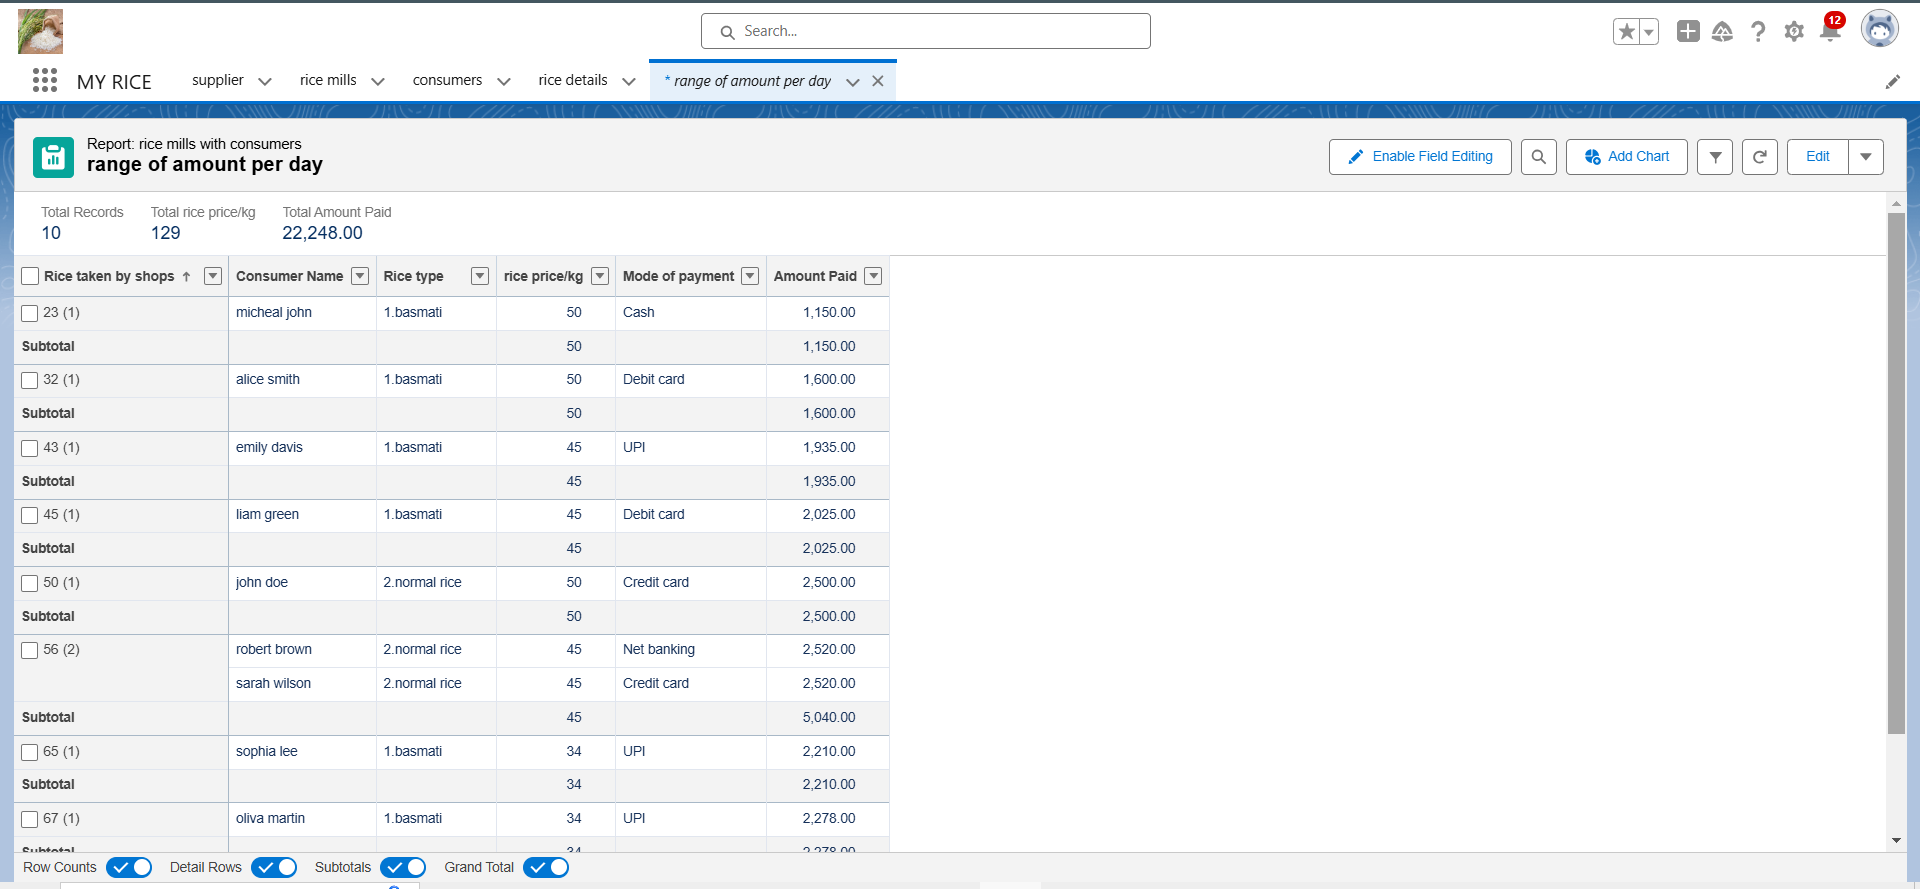 Search...
12
MY RICE
supplier
rice mills
consumers
rice details
* range of amount per day
Report: rice mills with consumers
range of amount per day
Enable Field Editing
Add Chart
Edit
Total Records
Total rice price/kg
Total Amount Paid
10
129
22,248.00
Rice taken by shops ↑ Consumer Name Rice type rice price/kg Mode of payment Amount Paid
23 (1) micheal john 1.basmati 50 Cash 1,150.00
Subtotal 50 1,150.00
32 (1) alice smith 1.basmati 50 Debit card 1,600.00
Subtotal 50 1,600.00
43 (1) emily davis 1.basmati 45 UPI 1,935.00
Subtotal 45 1,935.00
45 (1) liam green 1.basmati 45 Debit card 2,025.00
Subtotal 45 2,025.00
50 (1) john doe 2.normal rice 50 Credit card 2,500.00
Subtotal 50 2,500.00
56 (2) robert brown 2.normal rice 45 Net banking 2,520.00
sarah wilson 2.normal rice 45 Credit card 2,520.00
Subtotal 45 5,040.00
65 (1) sophia lee 1.basmati 34 UPI 2,210.00
Subtotal 34 2,210.00
67 (1) oliva martin 1.basmati 34 UPI 2,278.00
Subtotal 34 2,278.00
Row Counts Detail Rows Subtotals Grand Total